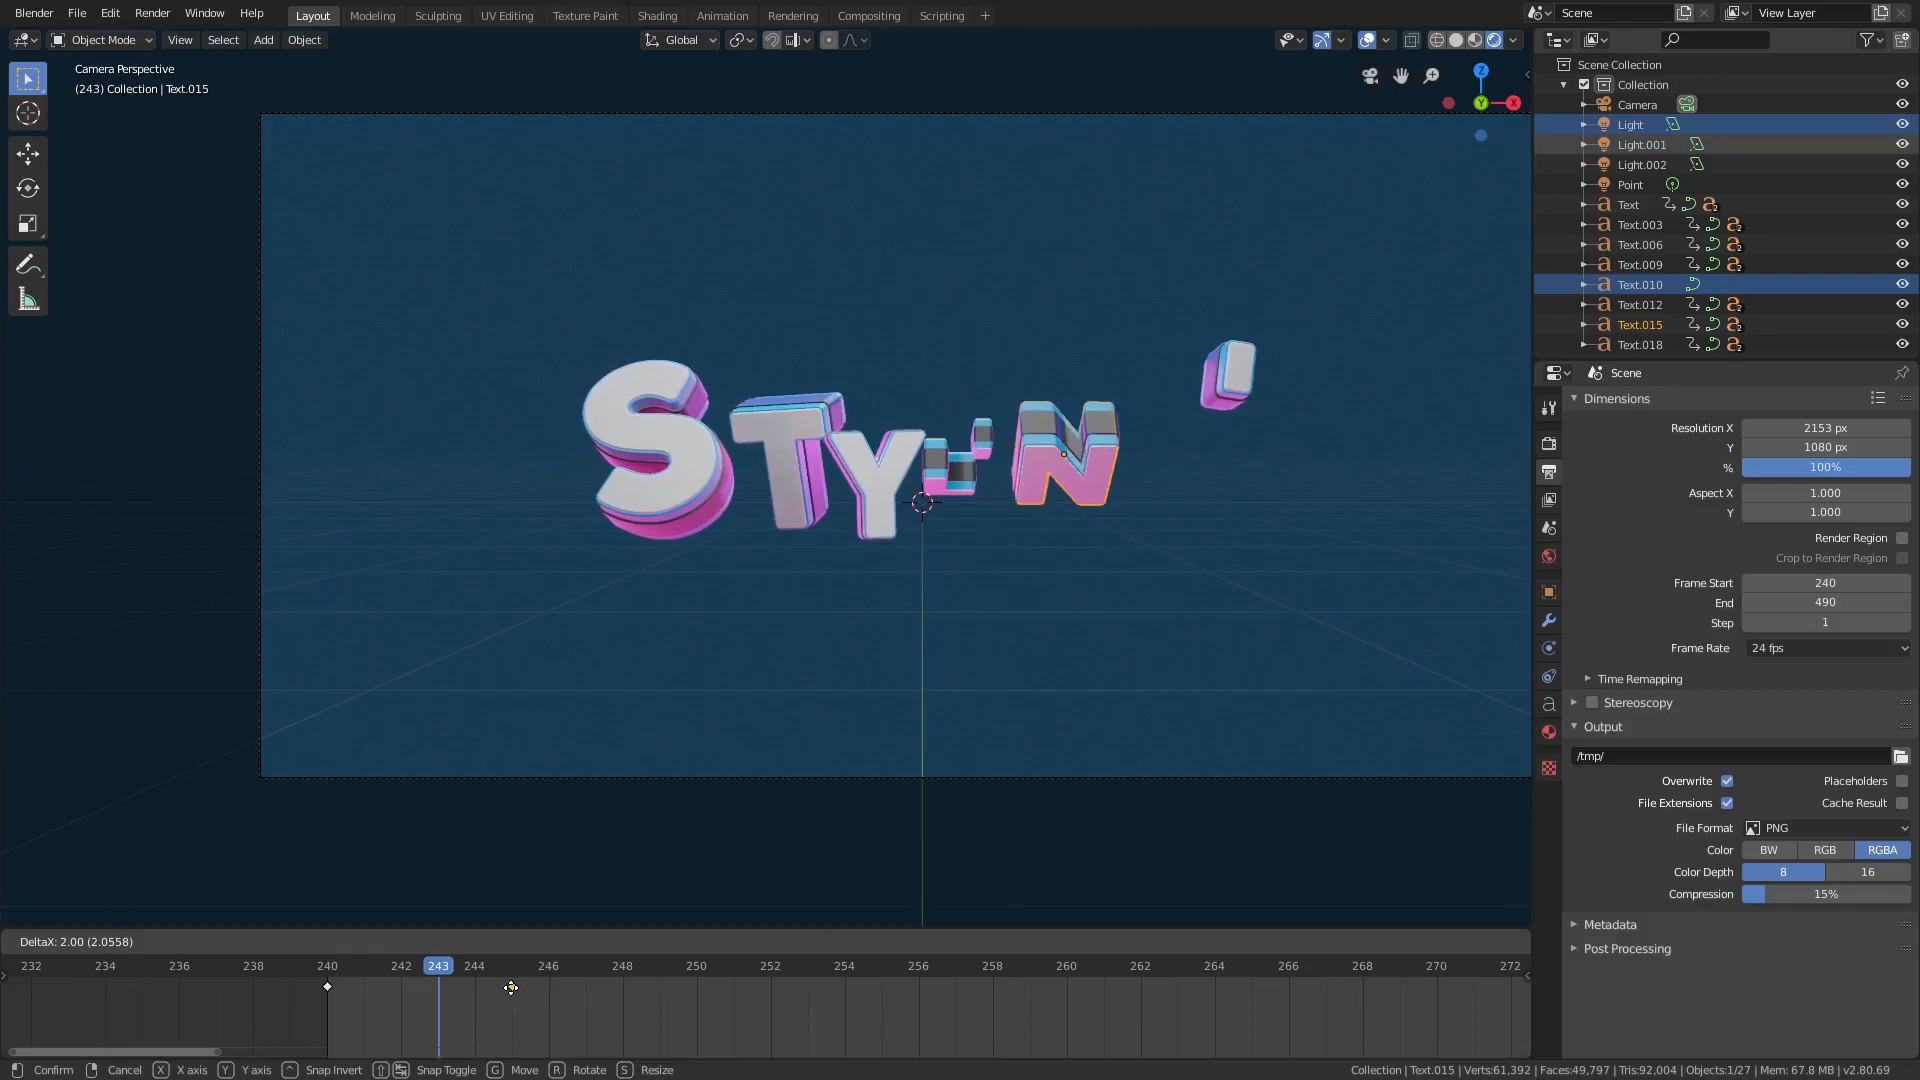 Blender File Edit Render Window Help Layout Modeling Sculpting UV Editing Texture Paint Shading Animation Rendering Compositing Scripting + Scene View Layer
Object Mode View Select Add Object Global
Camera Perspective
(243) Collection | Text.015
Z
Y X
STY N
Scene Collection
Collection
Camera
Light
Light.001
Light.002
Point
Text
Text.003
Text.006
Text.009
Text.010
Text.012
Text.015
Text.018
Scene
Dimensions
Resolution X 2153 px
Y 1080 px
% 100%
Aspect X 1.000
Y 1.000
Render Region
Crop to Render Region
Frame Start 240
End 490
Step 1
Frame Rate 24 fps
Time Remapping
Stereoscopy
Output
/tmp/
Overwrite Placeholders
File Extensions Cache Result
File Format PNG
Color BW RGB RGBA
Color Depth 8 16
Compression 15%
Metadata
Post Processing
DeltaX: 2.00 (2.0558)
232 234 236 238 240 242 243 244 246 248 250 252 254 256 258 260 262 264 266 268 270 272
Confirm Cancel X X axis Y Y axis ^ Snap Invert Snap Toggle G Move R Rotate S Resize Collection | Text.015 | Verts:61,392 | Faces:49,797 | Tris:92,004 | Objects:1/27 | Mem: 67.8 MB | v2.80.69